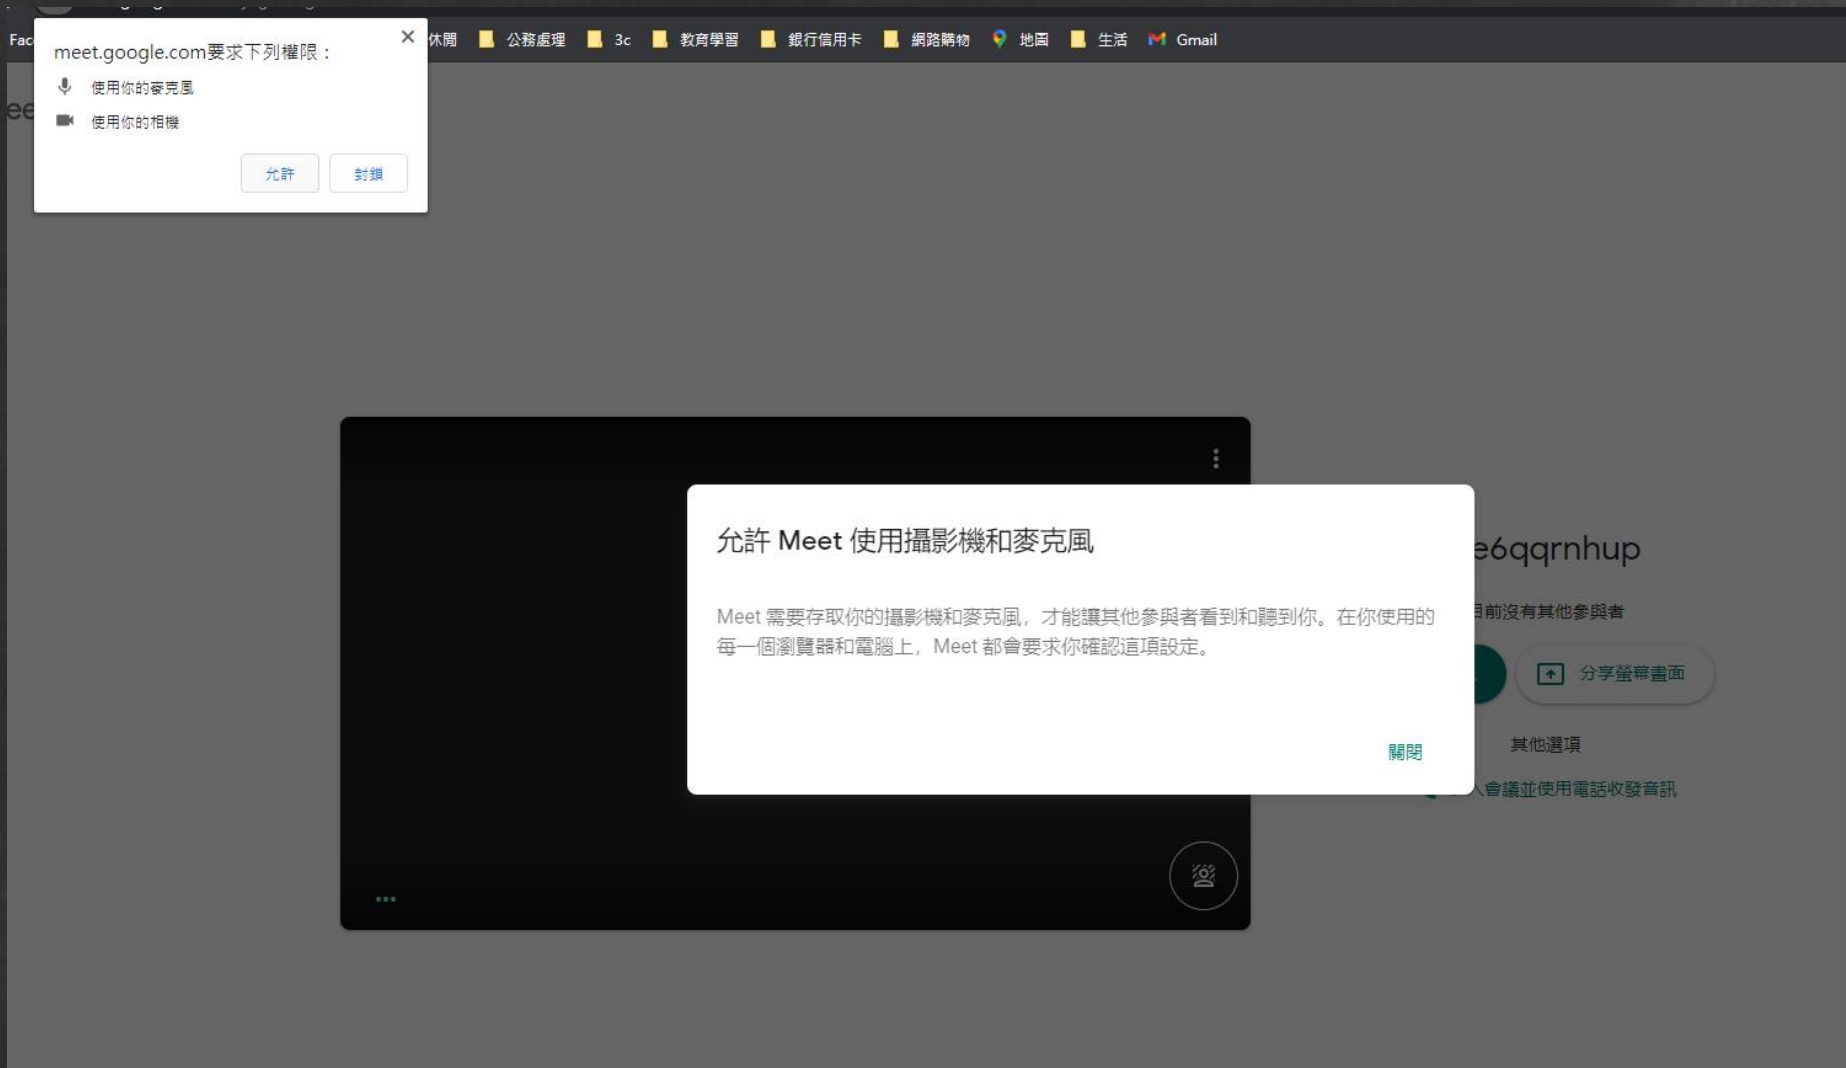 Fac
休閒
公務處理
3c
教育學習
銀行信用卡
網路購物
地圖
生活
Gmail
meet.google.com要求下列權限：
使用你的麥克風
使用你的相機
允許
封鎖
ee
允許 Meet 使用攝影機和麥克風
Meet 需要存取你的攝影機和麥克風，才能讓其他參與者看到和聽到你。在你使用的
每一個瀏覽器和電腦上，Meet 都會要求你確認這項設定。
關閉
e6qqrnhup
目前沒有其他參與者
分享螢幕畫面
其他選項
會議並使用電話收發音訊